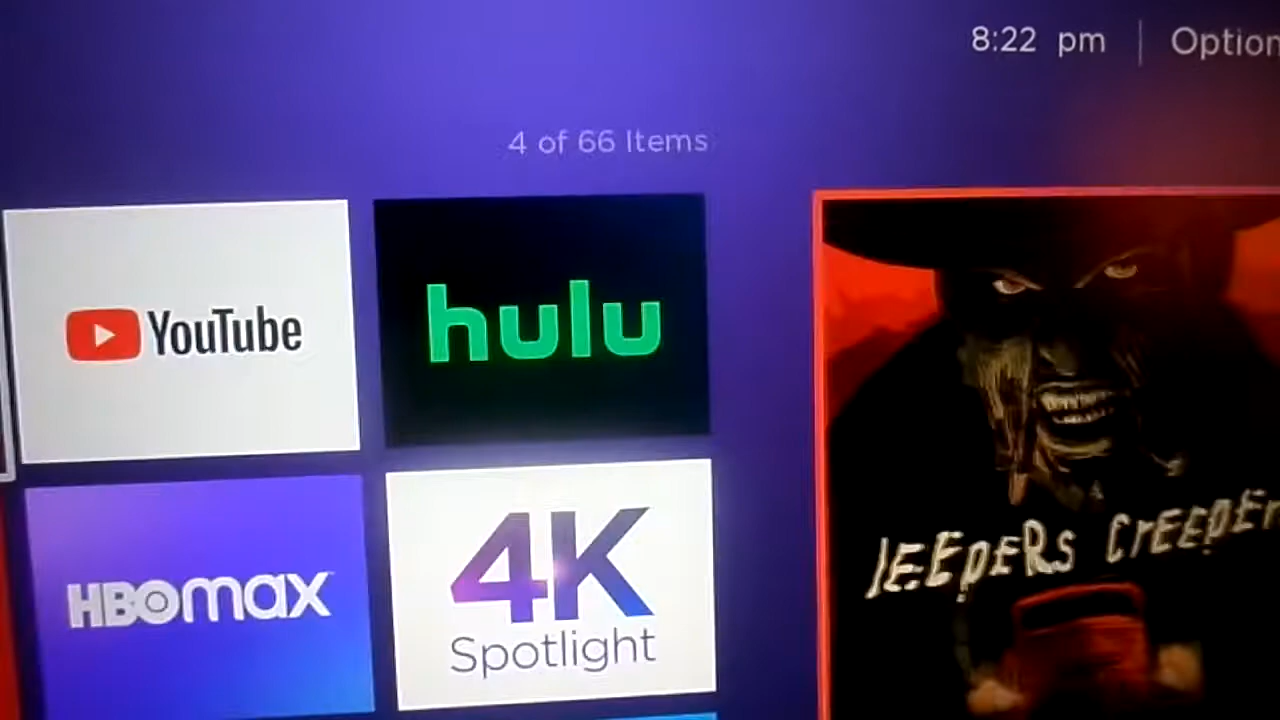 8:22 pm | Option
4 of 66 Items
YouTube
hulu
HBOmax
4K
Spotlight
JEEPERS CREEPER